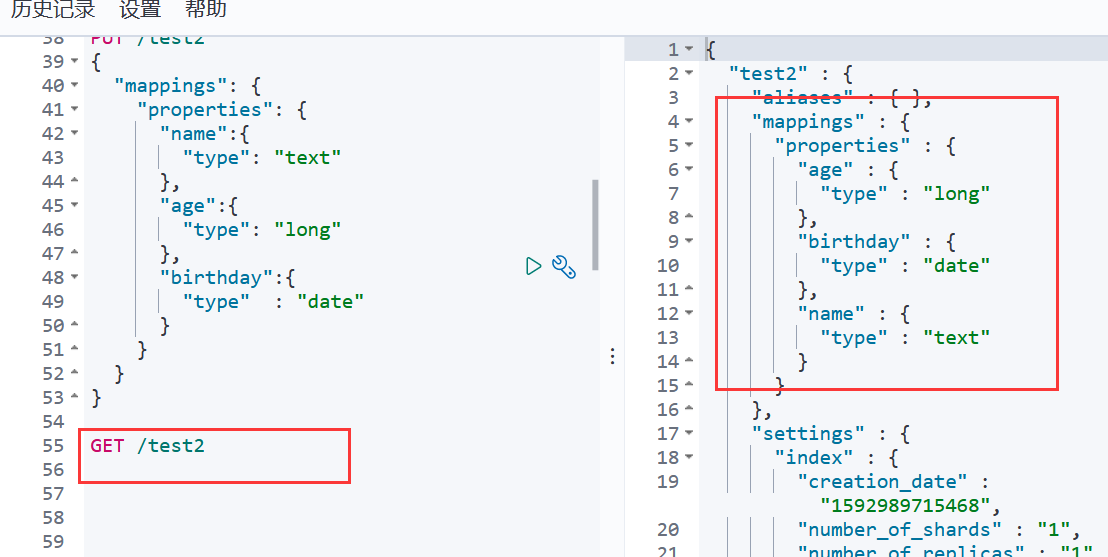 历史记录 设置 帮助
38 PUT /test2
39 {
40 "mappings": {
41 "properties": {
42 "name":{
43 "type": "text"
44 },
45 "age":{
46 "type": "long"
47 },
48 "birthday":{
49 "type" : "date"
50 }
51 }
52 }
53 }
54
55 GET /test2
56
57
58
59
1 {
2 "test2" : {
3 "aliases" : { },
4 "mappings" : {
5 "properties" : {
6 "age" : {
7 "type" : "long"
8 },
9 "birthday" : {
10 "type" : "date"
11 },
12 "name" : {
13 "type" : "text"
14 }
15 }
16 },
17 "settings" : {
18 "index" : {
19 "creation_date" :
"1592989715468",
20 "number_of_shards" : "1",
21 "number_of_replicas" : "1"